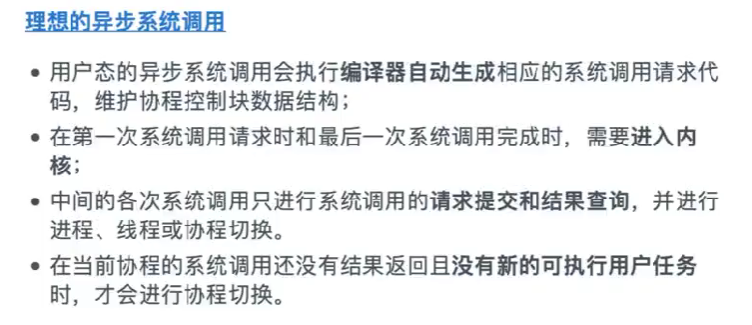 理想的异步系统调用
• 用户态的异步系统调用会执行编译器自动生成相应的系统调用请求代
码，维护协程控制块数据结构；
• 在第一次系统调用请求时和最后一次系统调用完成时，需要进入内
核；
• 中间的各次系统调用只进行系统调用的请求提交和结果查询，并进行
进程、线程或协程切换。
• 在当前协程的系统调用还没有结果返回且没有新的可执行用户任务
时，才会进行协程切换。